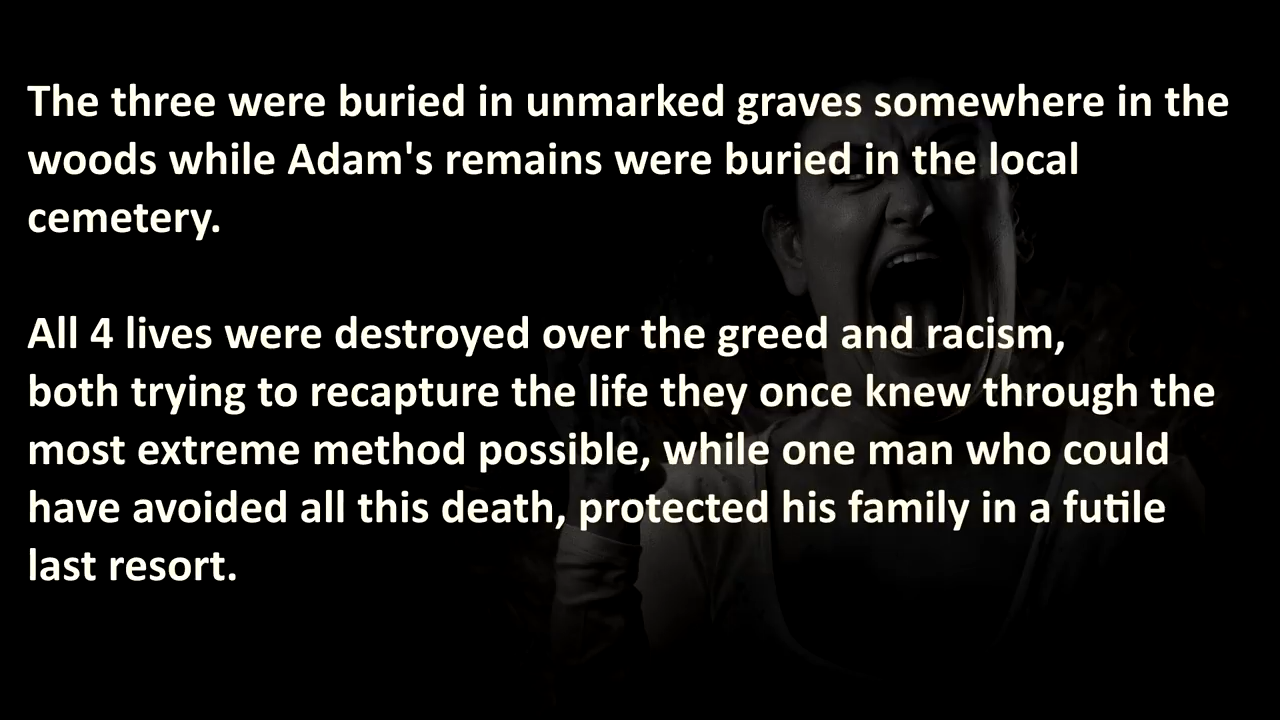 The three were buried in unmarked graves somewhere in the
woods while Adam's remains were buried in the local
cemetery.
All 4 lives were destroyed over the greed and racism,
both trying to recapture the life they once knew through the
most extreme method possible, while one man who could
have avoided all this death, protected his family in a futile
last resort.